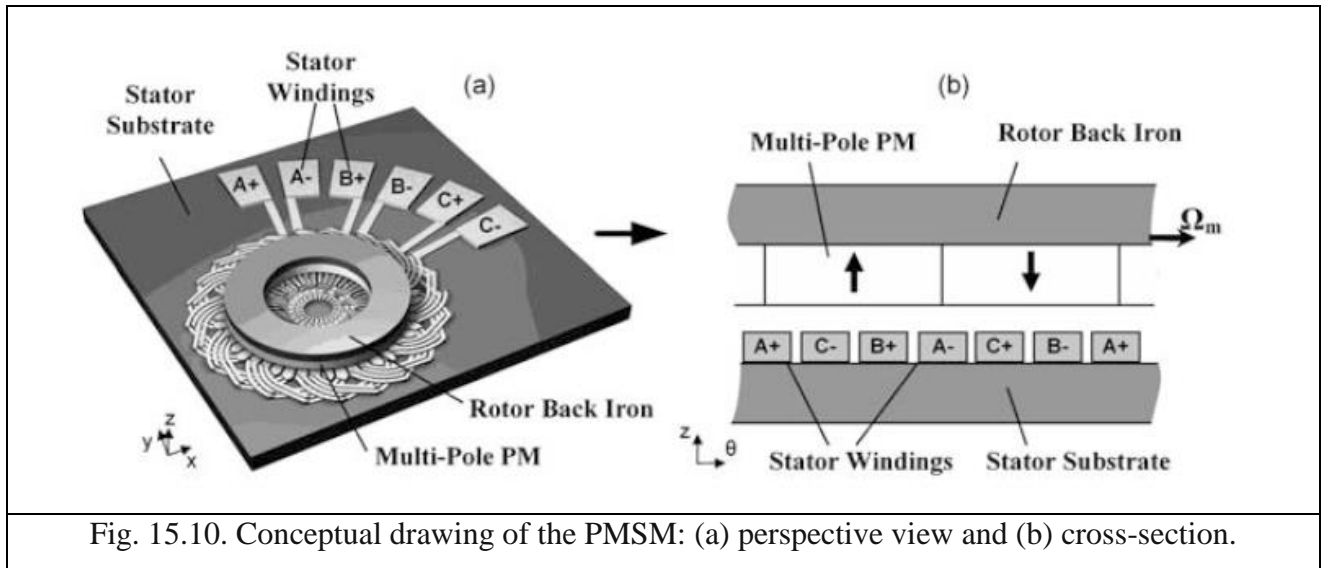 (a)
Stator
Windings
Stator
Substrate
A+
A-
B+
B-
C+
C-
Rotor Back Iron
Multi-Pole PM
y
z
x
(b)
Multi-Pole PM
Rotor Back Iron
Ωm
A+ C- B+ A- C+ B- A+
z
θ
Stator Windings
Stator Substrate
Fig. 15.10. Conceptual drawing of the PMSM: (a) perspective view and (b) cross-section.